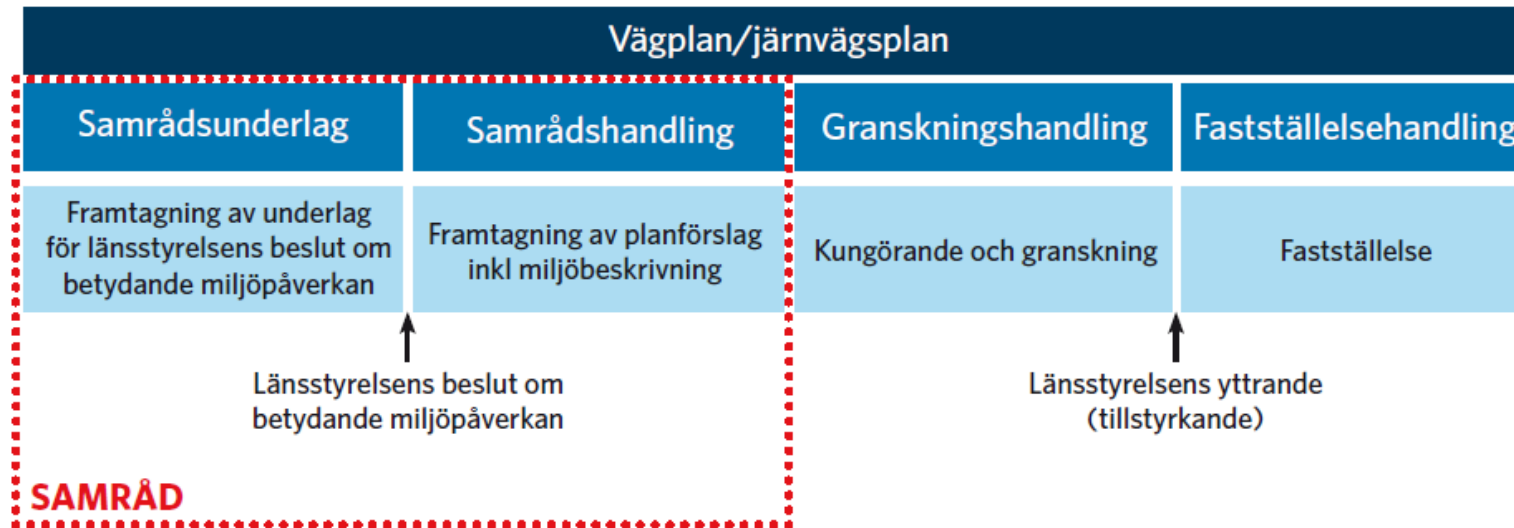 Vägplan/järnvägsplan
Samrådsunderlag
Samrådshandling
Granskningshandling
Fastställelsehandling
Framtagning av underlag
för länsstyrelsens beslut om
betydande miljöpåverkan
Framtagning av planförslag
inkl miljöbeskrivning
Kungörande och granskning
Fastställelse
Länsstyrelsens beslut om
betydande miljöpåverkan
Länsstyrelsens yttrande
(tillstyrkande)
SAMRÅD